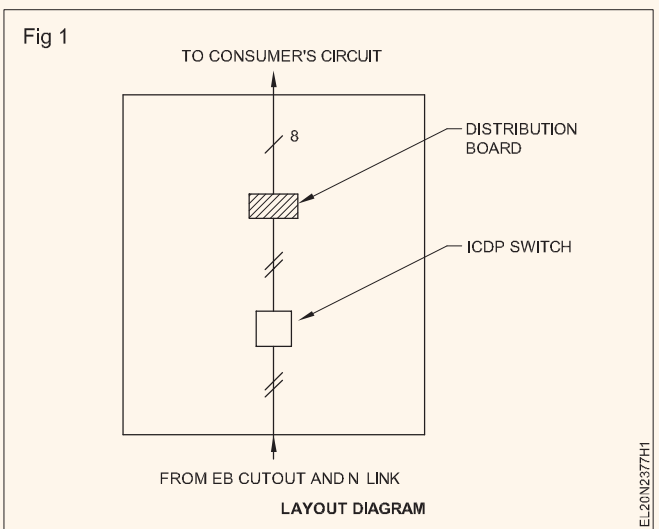 Fig 1
TO CONSUMER'S CIRCUIT
8
DISTRIBUTION
BOARD
ICDP SWITCH
FROM EB CUTOUT AND N LINK
LAYOUT DIAGRAM
EL20N2377H1